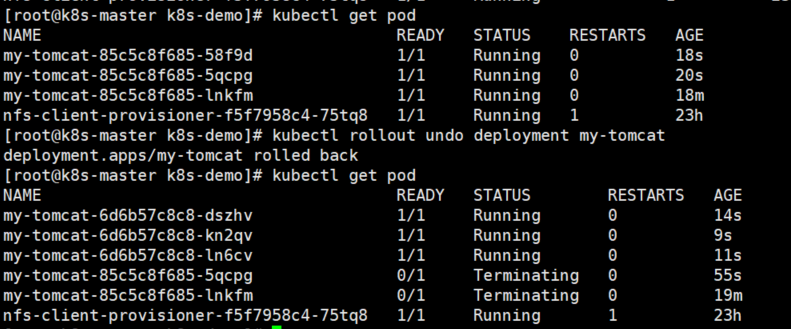 [root@k8s-master k8s-demo]# kubectl get pod
NAME READY STATUS RESTARTS AGE
my-tomcat-85c5c8f685-58f9d 1/1 Running 0 18s
my-tomcat-85c5c8f685-5qcpg 1/1 Running 0 20s
my-tomcat-85c5c8f685-lnkfm 1/1 Running 0 18m
nfs-client-provisioner-f5f7958c4-75tq8 1/1 Running 1 23h
[root@k8s-master k8s-demo]# kubectl rollout undo deployment my-tomcat
deployment.apps/my-tomcat rolled back
[root@k8s-master k8s-demo]# kubectl get pod
NAME READY STATUS RESTARTS AGE
my-tomcat-6d6b57c8c8-dszhv 1/1 Running 0 14s
my-tomcat-6d6b57c8c8-kn2qv 1/1 Running 0 9s
my-tomcat-6d6b57c8c8-ln6cv 1/1 Running 0 11s
my-tomcat-85c5c8f685-5qcpg 0/1 Terminating 0 55s
my-tomcat-85c5c8f685-lnkfm 0/1 Terminating 0 19m
nfs-client-provisioner-f5f7958c4-75tq8 1/1 Running 1 23h